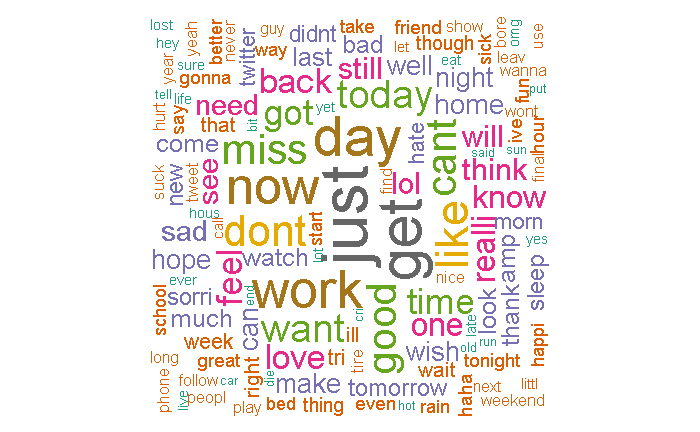 lost
hey
year
yeah
better
never
guy
way
twitter
didnt
last
take
bad
let
friend
though
show
sick
bore
omg
leav
use
sure
gonna
back
still
well
eat
night
wanna
fun
put
tell
life
hurt
say
need
got
yet
today
home
wont
that
bit
miss
day
hate
cant
will
ive
hour
come
said
sun
final
suck
new
tweet
see
now
just
find
lol
get
think
know
hous
call
sad
dont
start
like
realli
morn
yes
hope
feel
watch
lot
nice
amp
ever
sorri
work
end
look
thank
sleep
school
much
can
want
ill
cri
good
time
one
ate
run
happi
week
love
tri
tire
wish
old
tonight
long
great
right
die
make
wait
phone
follow
car
tomorrow
haha
next
littl
live
peopl
play
bed
thing
even
hot
rain
weekend